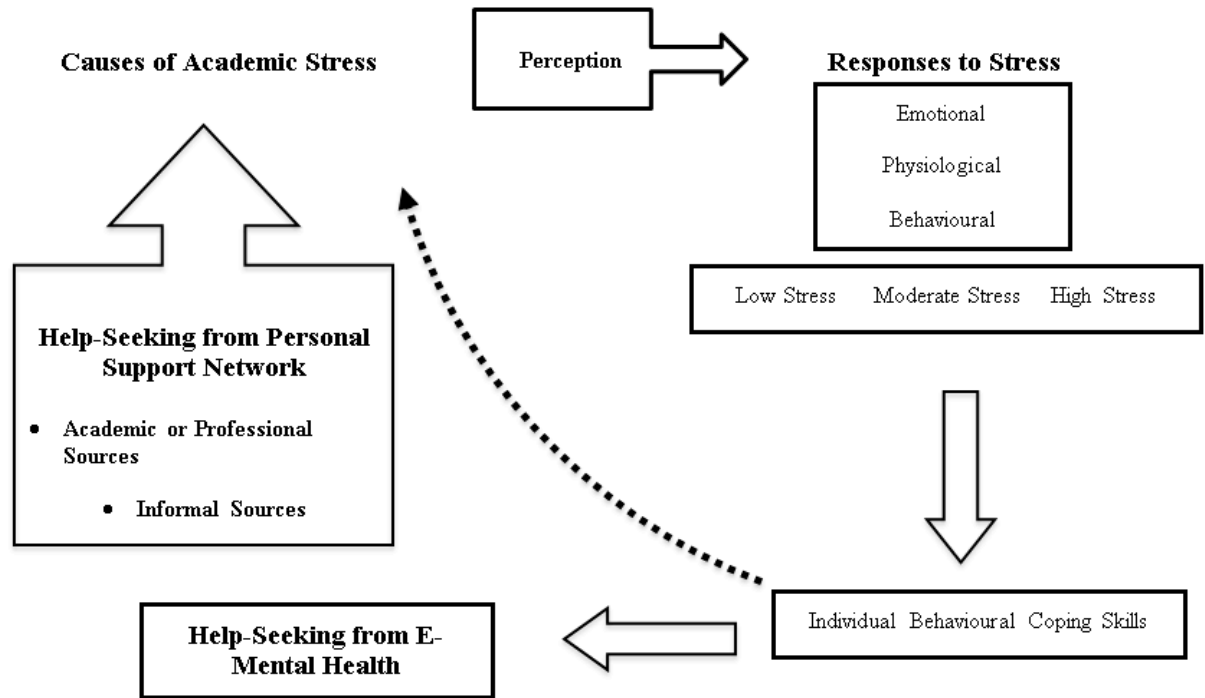 Causes of Academic Stress
Perception
Responses to Stress
Emotional
Physiological
Behavioural
Low Stress Moderate Stress High Stress
Help-Seeking from Personal
Support Network
• Academic or Professional
Sources
• Informal Sources
Individual Behavioural Coping Skills
Help-Seeking from E-
Mental Health